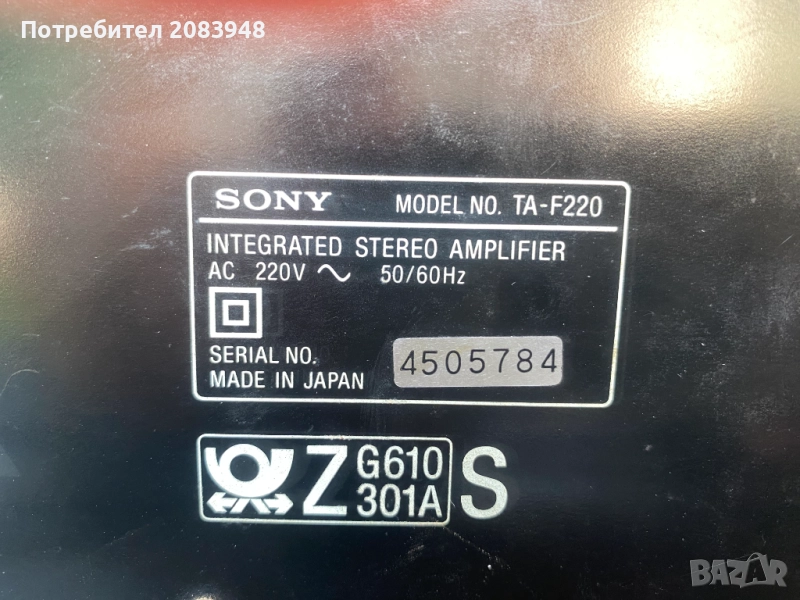 Потребител 2083948
SONY MODEL NO. TA-F220
INTEGRATED STEREO AMPLIFIER
AC 220V ～ 50/60Hz
SERIAL NO. 4505784
MADE IN JAPAN
Z G610 S
301A
BAZAR